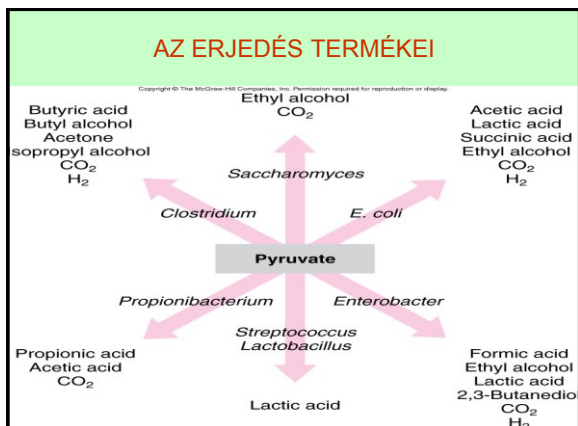 AZ ERJEDÉS TERMÉKEI
Copyright © The McGraw-Hill Companies, Inc. Permission required for reproduction or display.
Ethyl alcohol
CO₂
Butyric acid
Butyl alcohol
Acetone
sopropyl alcohol
CO₂
H₂
Acetic acid
Lactic acid
Succinic acid
Ethyl alcohol
CO₂
H₂
Saccharomyces
Clostridium
E. coli
Pyruvate
Propionibacterium
Enterobacter
Streptococcus
Lactobacillus
Propionic acid
Acetic acid
CO₂
Lactic acid
Formic acid
Ethyl alcohol
Lactic acid
2,3-Butanediol
CO₂
H₂